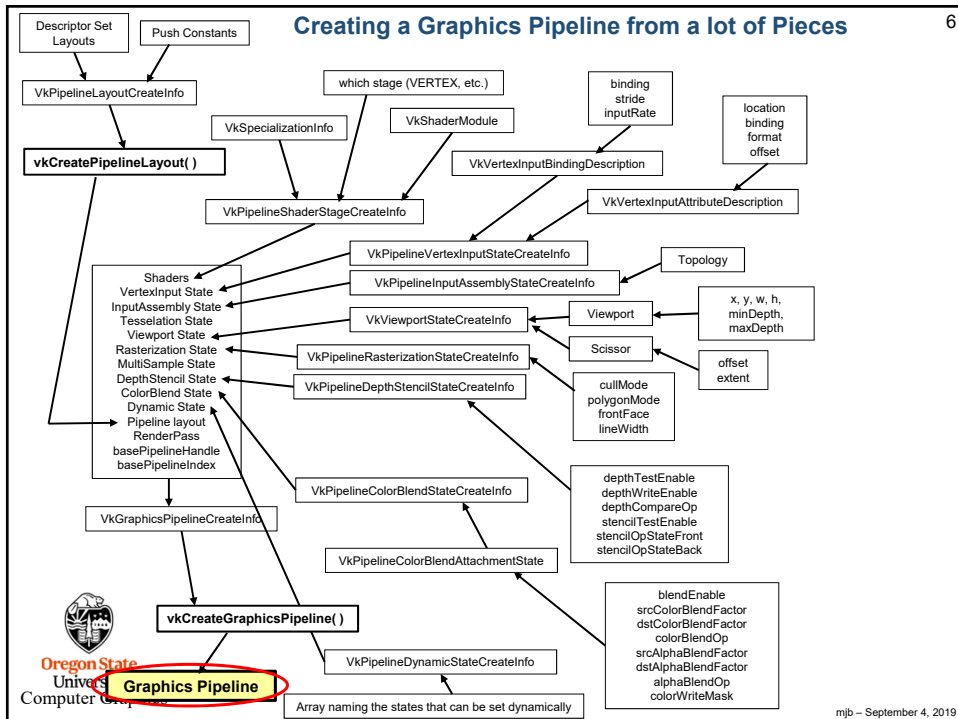 Creating a Graphics Pipeline from a lot of Pieces
6
Descriptor Set
Layouts
Push Constants
VkPipelineLayoutCreateInfo
vkCreatePipelineLayout( )
which stage (VERTEX, etc.)
VkSpecializationInfo
VkShaderModule
VkPipelineShaderStageCreateInfo
binding
stride
inputRate
location
binding
format
offset
VkVertexInputBindingDescription
VkVertexInputAttributeDescription
VkPipelineVertexInputStateCreateInfo
Topology
VkPipelineInputAssemblyStateCreateInfo
Shaders
VertexInput State
InputAssembly State
Tesselation State
Viewport State
Rasterization State
MultiSample State
DepthStencil State
ColorBlend State
Dynamic State
Pipeline layout
RenderPass
basePipelineHandle
basePipelineIndex
VkViewportStateCreateInfo
Viewport
x, y, w, h,
minDepth,
maxDepth
Scissor
offset
extent
VkPipelineRasterizationStateCreateInfo
cullMode
polygonMode
frontFace
lineWidth
VkPipelineDepthStencilStateCreateInfo
depthTestEnable
depthWriteEnable
depthCompareOp
stencilTestEnable
stencilOpStateFront
stencilOpStateBack
VkPipelineColorBlendStateCreateInfo
VkGraphicsPipelineCreateInfo
VkPipelineColorBlendAttachmentState
blendEnable
srcColorBlendFactor
dstColorBlendFactor
colorBlendOp
srcAlphaBlendFactor
dstAlphaBlendFactor
alphaBlendOp
colorWriteMask
vkCreateGraphicsPipeline( )
VkPipelineDynamicStateCreateInfo
Array naming the states that can be set dynamically
Graphics Pipeline
Oregon State
Computer
mjb – September 4, 2019